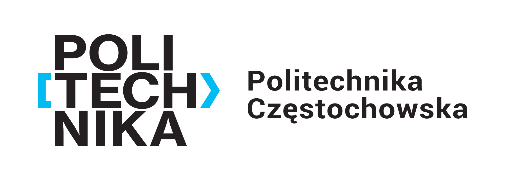 POLI
[TECH>
NIKA
Politechnika
Częstochowska